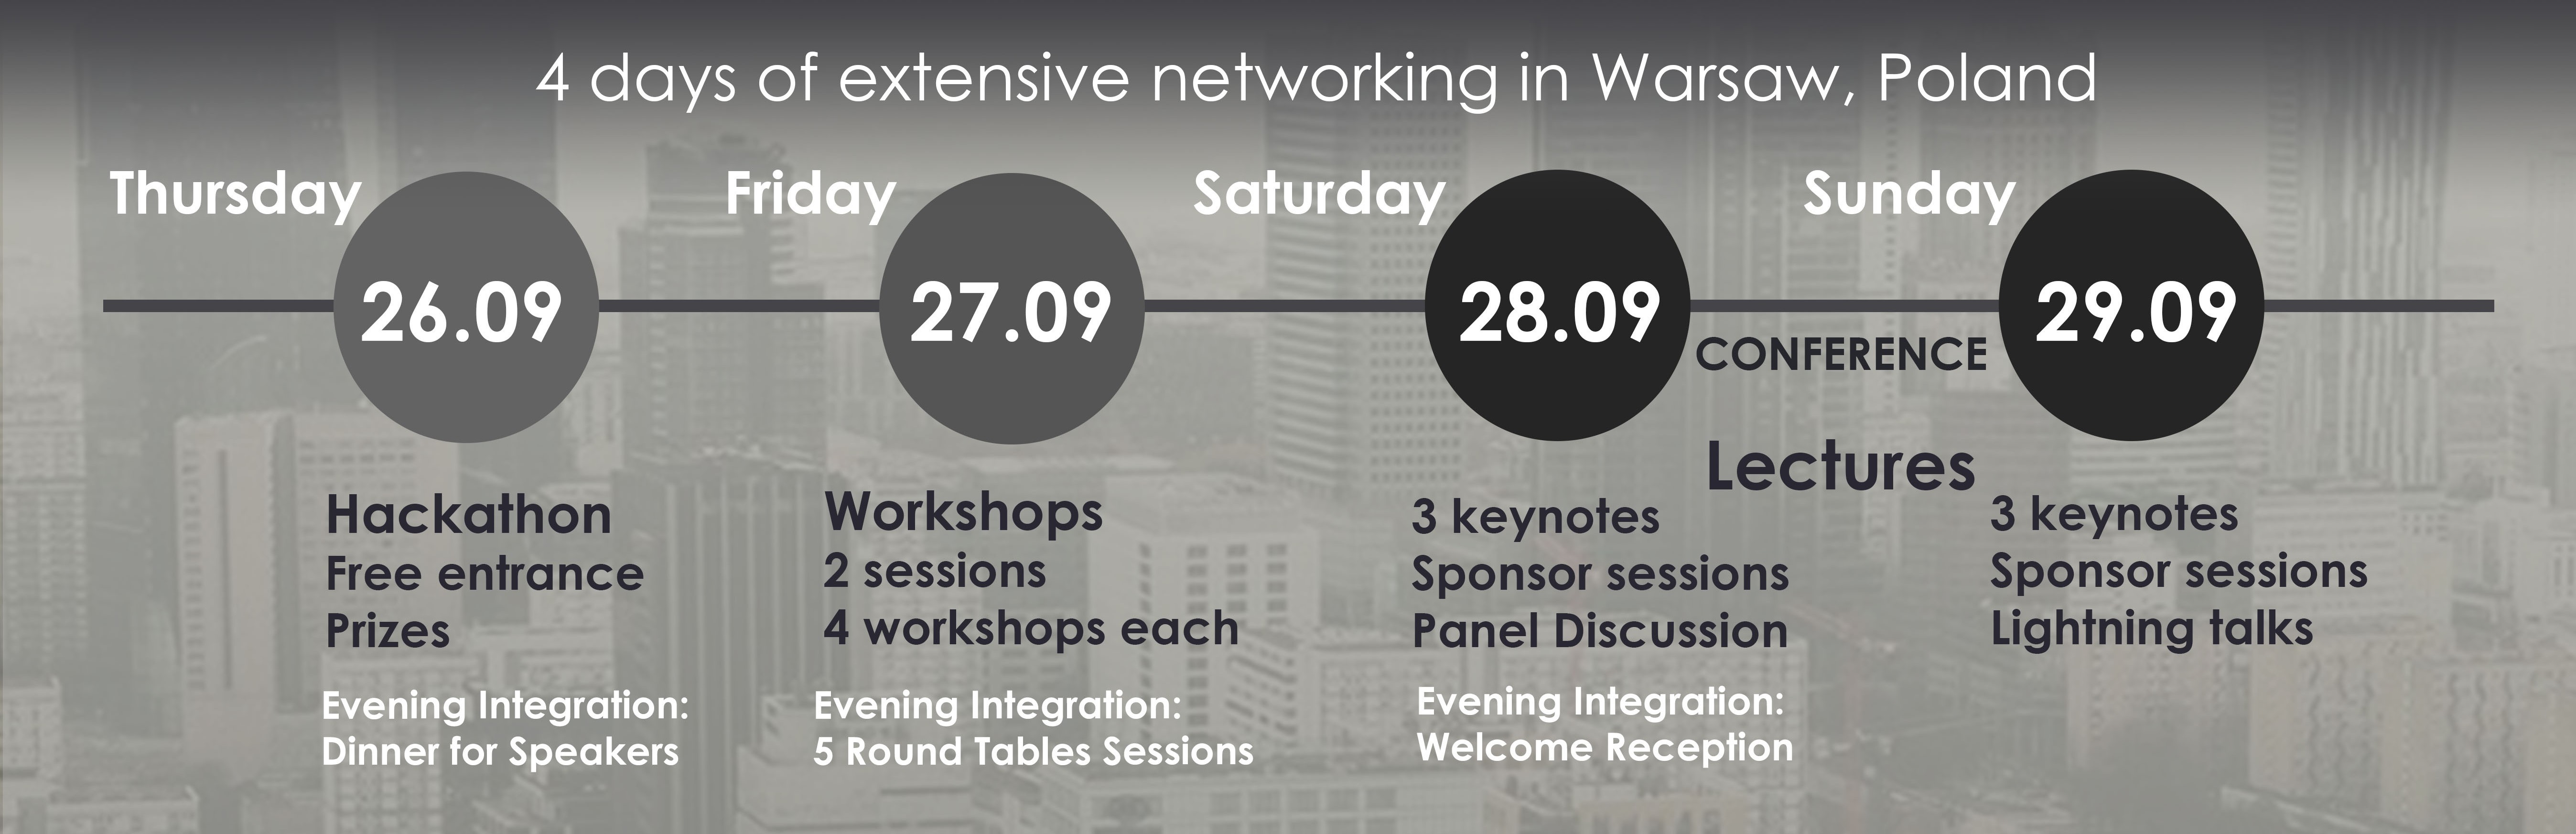 4 days of extensive networking in Warsaw, Poland
Thursday
26.09
Hackathon
Free entrance
Prizes
Evening Integration:
Dinner for Speakers
Friday
27.09
Workshops
2 sessions
4 workshops each
Evening Integration:
5 Round Tables Sessions
CONFERENCE
Lectures
Saturday
28.09
3 keynotes
Sponsor sessions
Panel Discussion
Evening Integration:
Welcome Reception
Sunday
29.09
3 keynotes
Sponsor sessions
Lightning talks